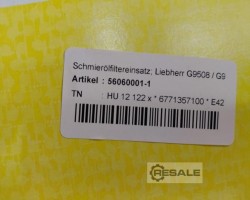 Schmierölfiltereinsatz; Liebherr G9508 / G9
Artikel : 56060001-1
TN : HU 12 122 x * 6771357100 * E42
RESALE